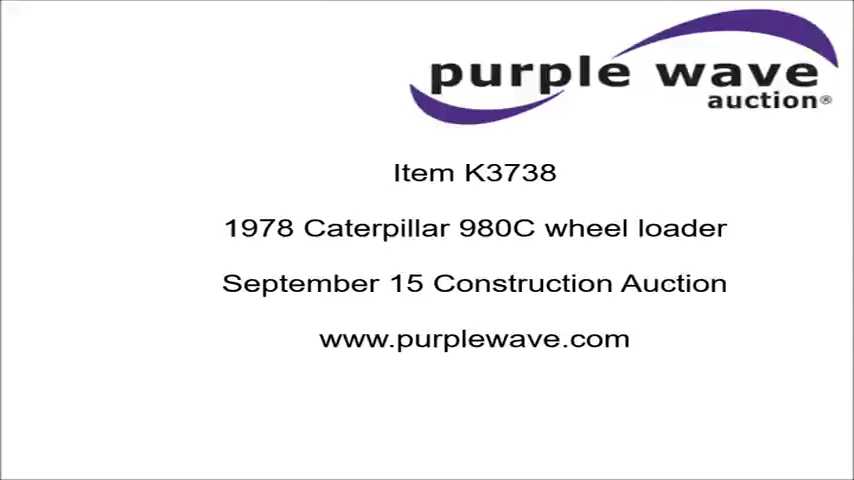 purple wave
auction®
Item K3738
1978 Caterpillar 980C wheel loader
September 15 Construction Auction
www.purplewave.com